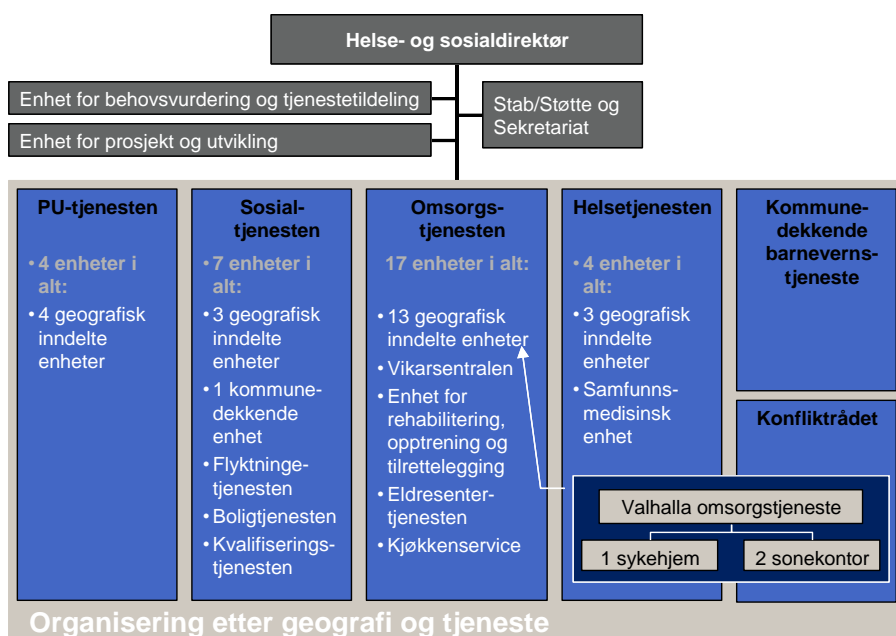 Helse- og sosialdirektør
Enhet for behovsvurdering og tjenestetildeling
Enhet for prosjekt og utvikling
Stab/Støtte og
Sekretariat
PU-tjenesten
• 4 enheter i
alt:
• 4 geografisk
inndelte
enheter
Sosial-
tjenesten
• 7 enheter i
alt:
• 3 geografisk
inndelte
enheter
• 1 kommune-
dekkende
enhet
• Flyktninge-
tjenesten
• Boligtjenesten
• Kvalifiserings-
tjenesten
Omsorgs-
tjenesten
17 enheter i alt:
• 13 geografisk
inndelte enheter
• Vikarsentralen
• Enhet for
rehabilitering,
opptrening og
tilrettelegging
• Eldresenter-
tjenesten
• Kjøkkenservice
Helsetjenesten
• 4 enheter i
alt:
• 3 geografisk
inndelte
enheter
• Samfunns-
medisinsk
enhet
Kommune-
dekkende
barneverns-
tjeneste
Konfliktrådet
Valhalla omsorgstjeneste
1 sykehjem
2 sonekontor
Organisering etter geografi og tjeneste